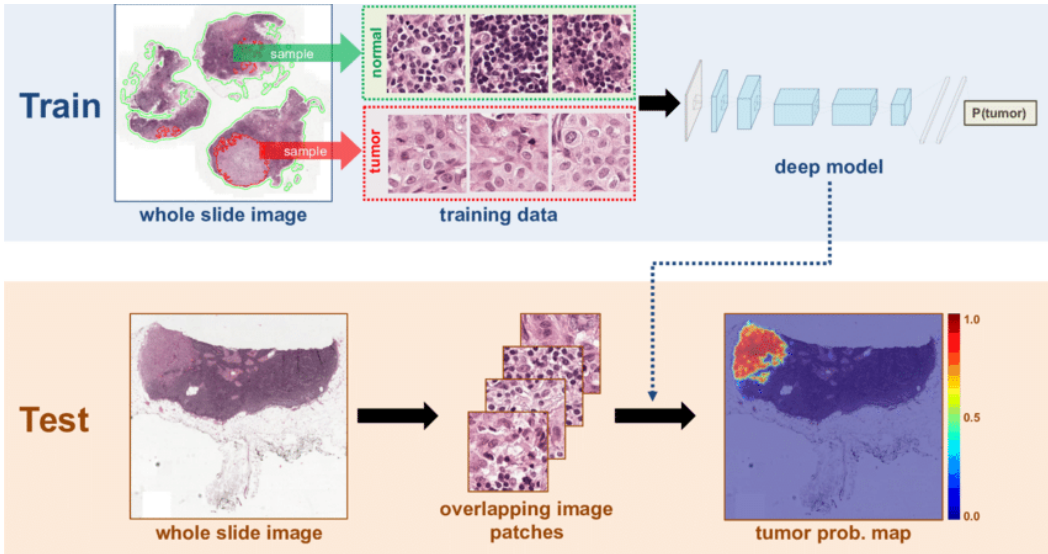 Train
sample
sample
normal
tumor
P(tumor)
whole slide image
training data
deep model
Test
1.0
0.5
0.0
whole slide image
overlapping image
patches
tumor prob. map